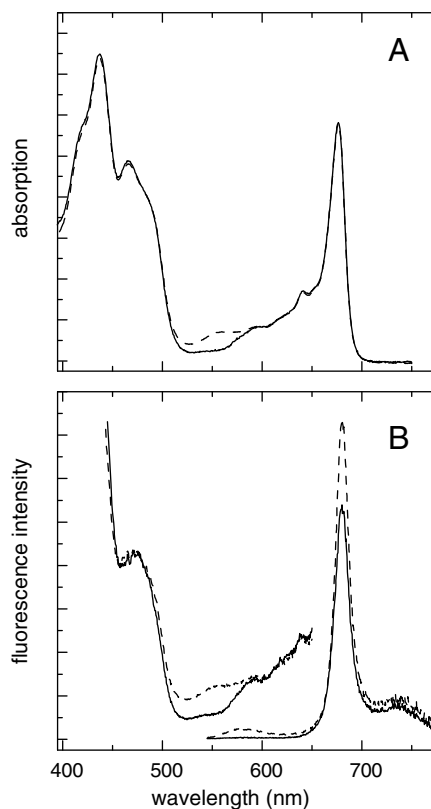 A
absorption
B
fluorescence intensity
400 500 600 700
wavelength (nm)